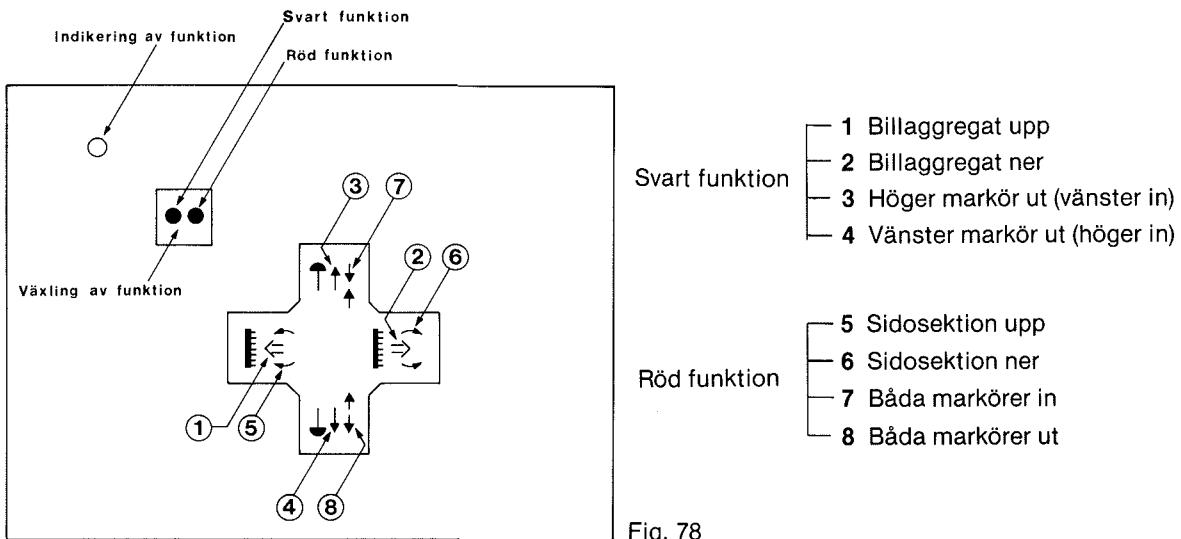 Svart funktion
Indikering av funktion
Röd funktion
3
7
2
6
Växling av funktion
1
5
4
8
Svart funktion
1 Billaggregat upp
2 Billaggregat ner
3 Höger markör ut (vänster in)
4 Vänster markör ut (höger in)
Röd funktion
5 Sidosektion upp
6 Sidosektion ner
7 Båda markörer in
8 Båda markörer ut
Fig. 78